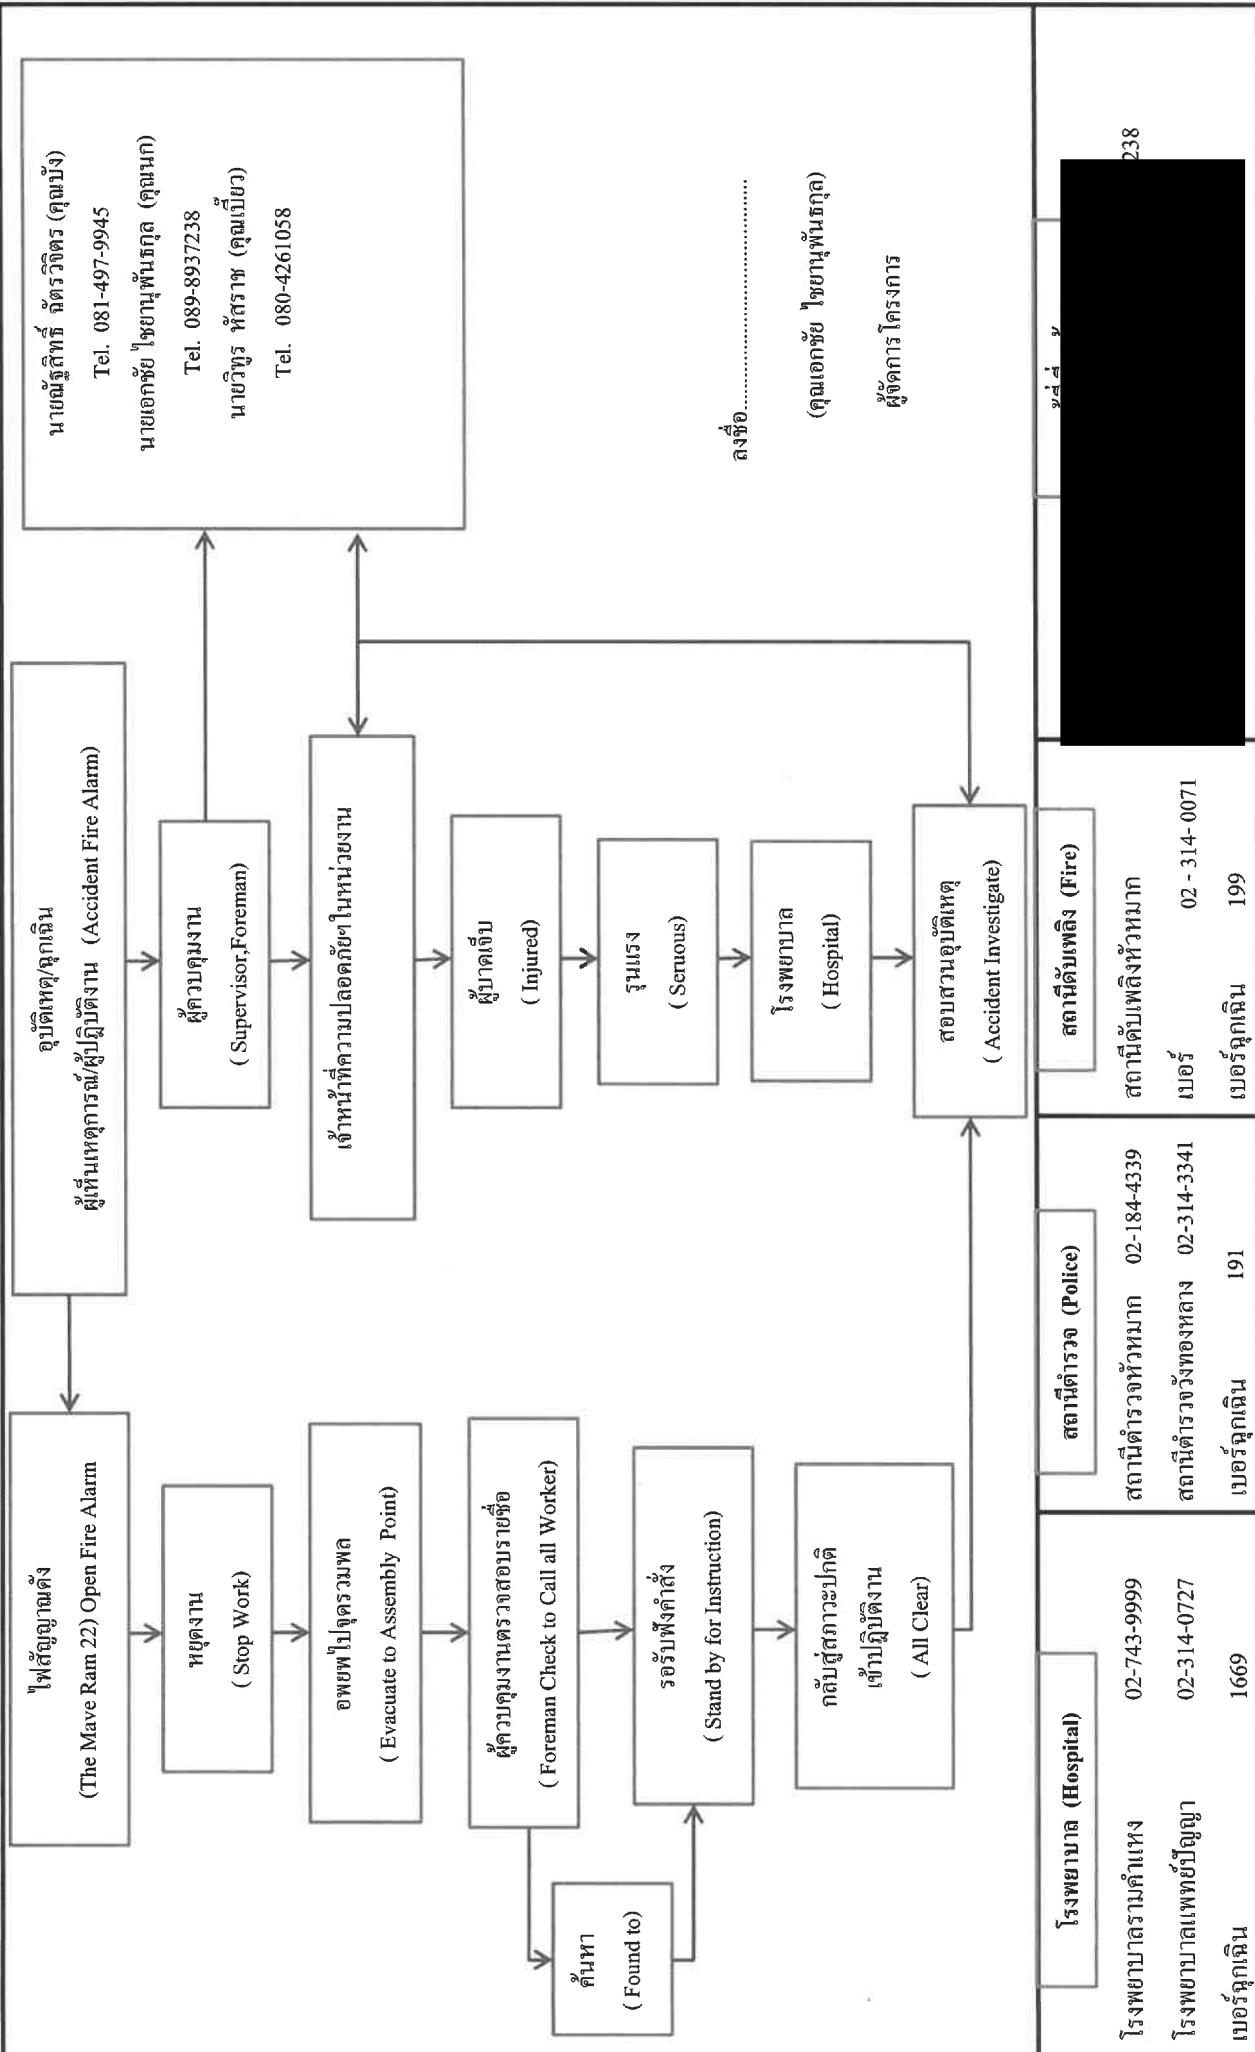 อุบัติเหตุ/ฉุกเฉิน
ผู้เห็นเหตุการณ์/ผู้ปฏิบัติงาน (Accident Fire Alarm)
ไฟสัญญาณดัง
(The Mave Ram 22) Open Fire Alarm
หยุดงาน
( Stop Work)
อพยพไปจุดรวมพล
( Evacuate to Assembly Point)
ผู้ควบคุมงานตรวจสอบรายชื่อ
( Foreman Check to Call all Worker)
ค้นหา
( Found to)
รอรับฟังคำสั่ง
( Stand by for Instruction)
กลับสู่สภาวะปกติ
เข้าปฏิบัติงาน
( All Clear)
ผู้ควบคุมงาน
( Supervisor,Foreman)
เจ้าหน้าที่ความปลอดภัยฯในหน่วยงาน
ผู้บาดเจ็บ
( Injured)
รุนแรง
( Seruous)
โรงพยาบาล
( Hospital)
สอบสวนอุบัติเหตุ
( Accident Investigate)
นายณัฐสิทธิ์ ฉัตรวิจิตร (คุณบัง)
Tel. 081-497-9945
นายเอกชัย ไชยานุพันธกุล (คุณนก)
Tel. 089-8937238
นายวิทูร หัสราช (คุณเบี้ยว)
Tel. 080-4261058
ลงชื่อ........................................
(คุณเอกชัย ไชยานุพันธกุล)
ผู้จัดการโครงการ
โรงพยาบาล (Hospital)
โรงพยาบาลรามคำแหง 02-743-9999
โรงพยาบาลแพทย์ปัญญา 02-314-0727
เบอร์ฉุกเฉิน 1669
สถานีตำรวจ (Police)
สถานีตำรวจหัวหมาก 02-184-4339
สถานีตำรวจวังทองหลาง 02-314-3341
เบอร์ฉุกเฉิน 191
สถานีดับเพลิง (Fire)
สถานีดับเพลิงหัวหมาก
เบอร์ 02 - 314- 0071
เบอร์ฉุกเฉิน 199
238